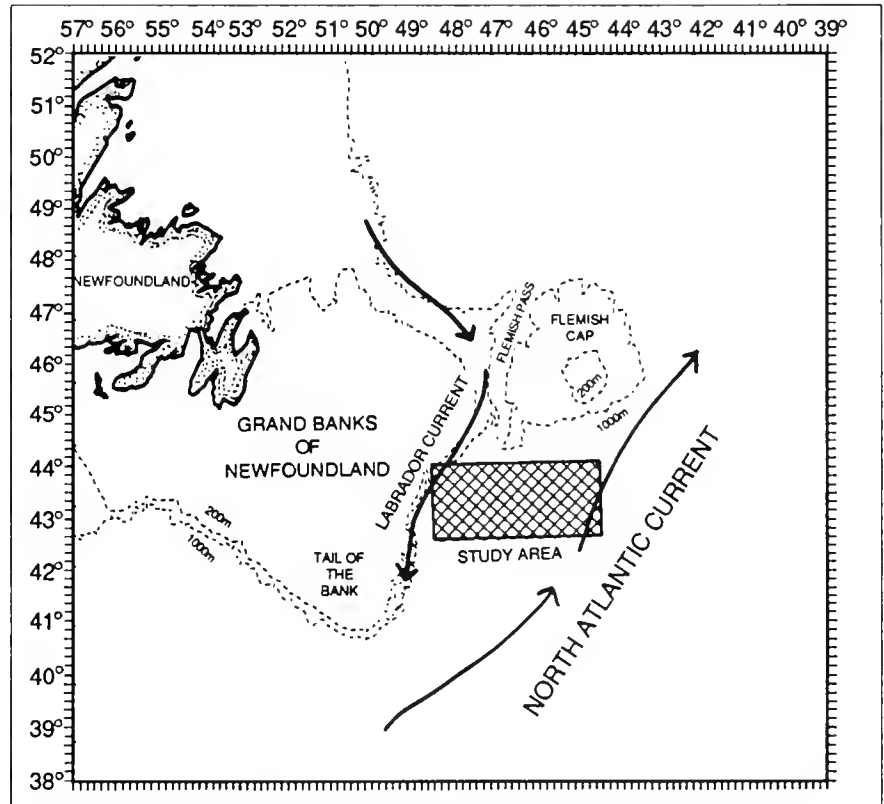 57° 56° 55° 54° 53° 52° 51° 50° 49° 48° 47° 46° 45° 44° 43° 42° 41° 40° 39°
52°
51°
50°
49°
48°
47°
46°
45°
44°
43°
42°
41°
40°
39°
38°
NEWFOUNDLAND
FLEMISH PASS
FLEMISH
CAP
200m
1000m
GRAND BANKS
OF
NEWFOUNDLAND
LABRADOR CURRENT
STUDY AREA
200m
1000m
TAIL OF
THE
BANK
NORTH ATLANTIC CURRENT